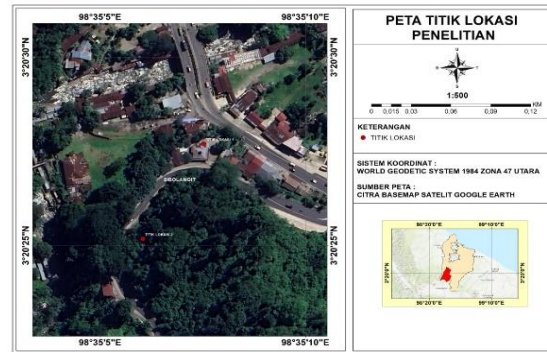 98°35'5"E
98°35'10"E
3°20'30"N
3°20'30"N
SIBOLANGIT
TITIK LOKASI 2
3°20'25"N
3°20'25"N
98°35'5"E
98°35'10"E
PETA TITIK LOKASI
PENELITIAN
1:500
0 0,015 0,03 0,06 0,09 0,12
KM
KETERANGAN
TITIK LOKASI
SISTEM KOORDINAT :
WORLD GEODETIC SYSTEM 1984 ZONA 47 UTARA
SUMBER PETA :
CITRA BASEMAP SATELIT GOOGLE EARTH